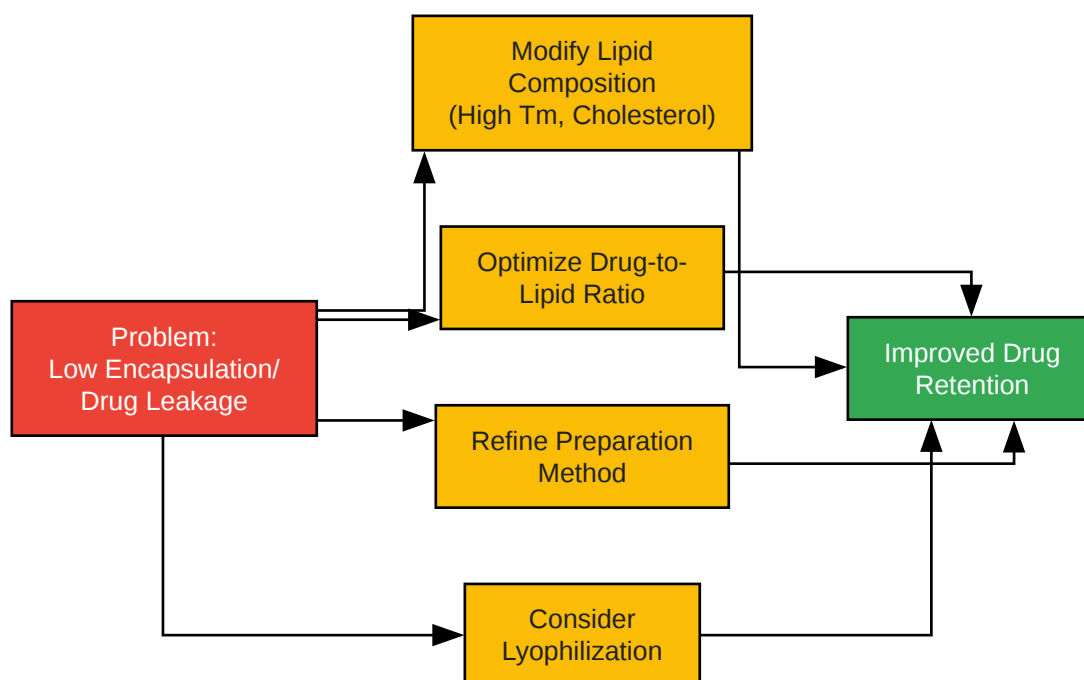 Modify Lipid
Composition
(High Tm, Cholesterol)
Optimize Drug-to-
Lipid Ratio
Problem:
Low Encapsulation/
Drug Leakage
Improved Drug
Retention
Refine Preparation
Method
Consider
Lyophilization